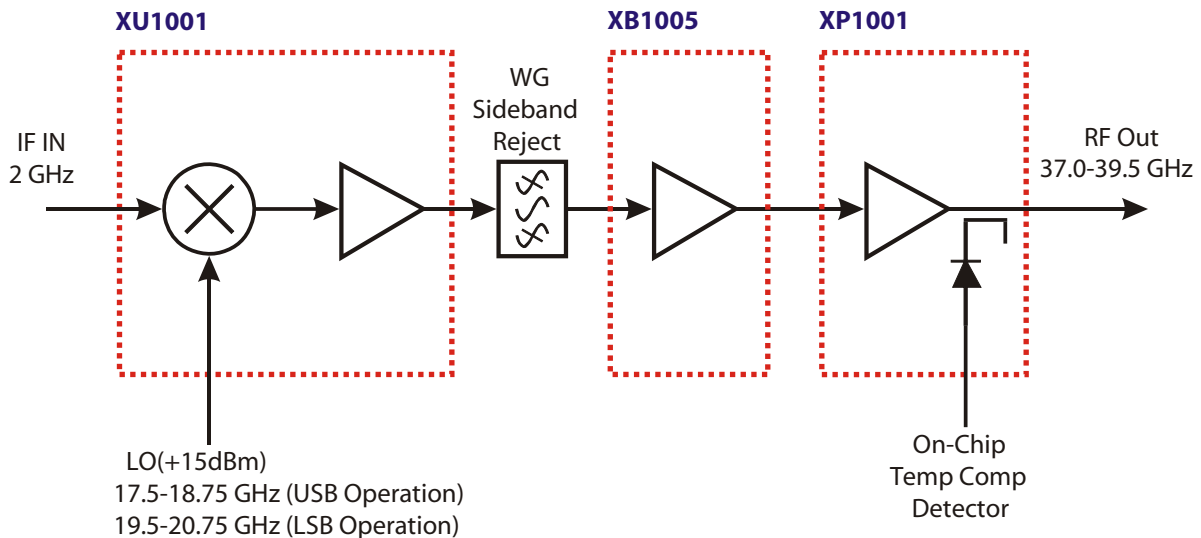 XU1001
XB1005
XP1001
WG
Sideband
Reject
IF IN
2 GHz
RF Out
37.0-39.5 GHz
LO(+15dBm)
17.5-18.75 GHz (USB Operation)
19.5-20.75 GHz (LSB Operation)
On-Chip
Temp Comp
Detector